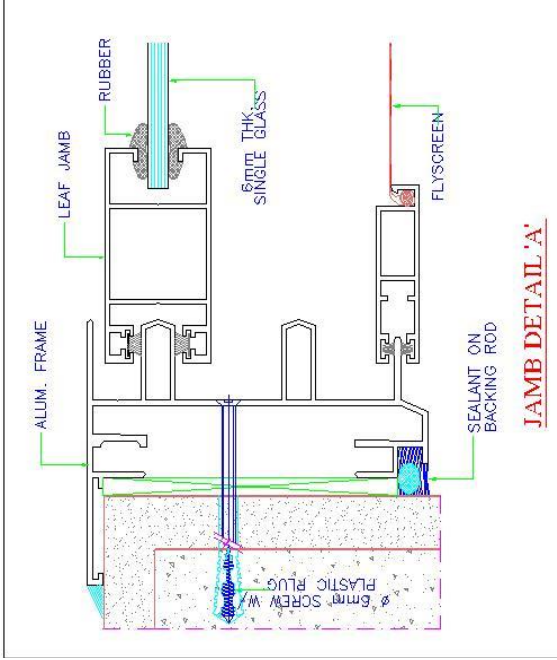 ALUM. FRAME
LEAF JAMB
RUBBER
6mm THK.
SINGLE GLASS
FLYSCREEN
SEALANT ON
BACKING ROD
ø 6mm SCREW W/
PLASTIC PLUG
JAMB DETAIL 'A'